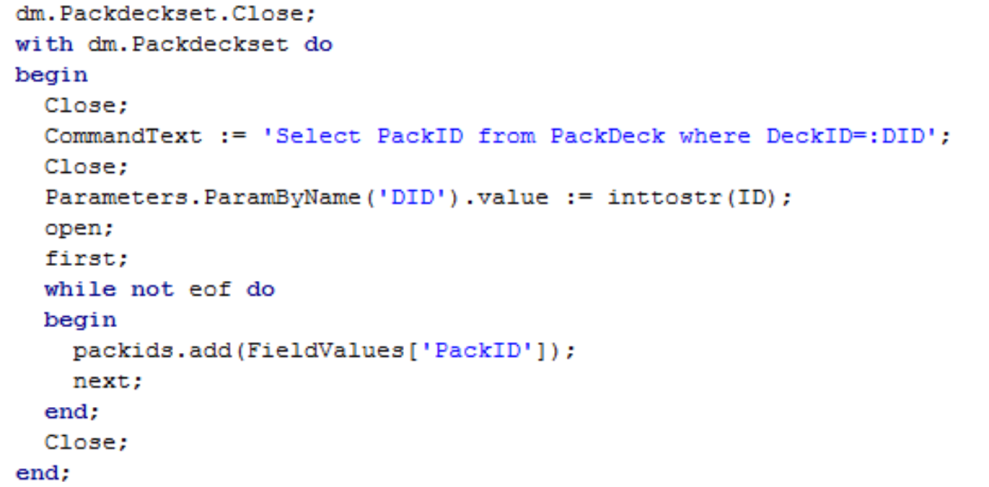 dm.Packdeckset.Close;
with dm.Packdeckset do
begin
  Close;
  CommandText := 'Select PackID from PackDeck where DeckID=:DID';
  Close;
  Parameters.ParamByName('DID').value := inttostr(ID);
  open;
  first;
  while not eof do
  begin
    packids.add(FieldValues['PackID']);
    next;
  end;
  Close;
end;